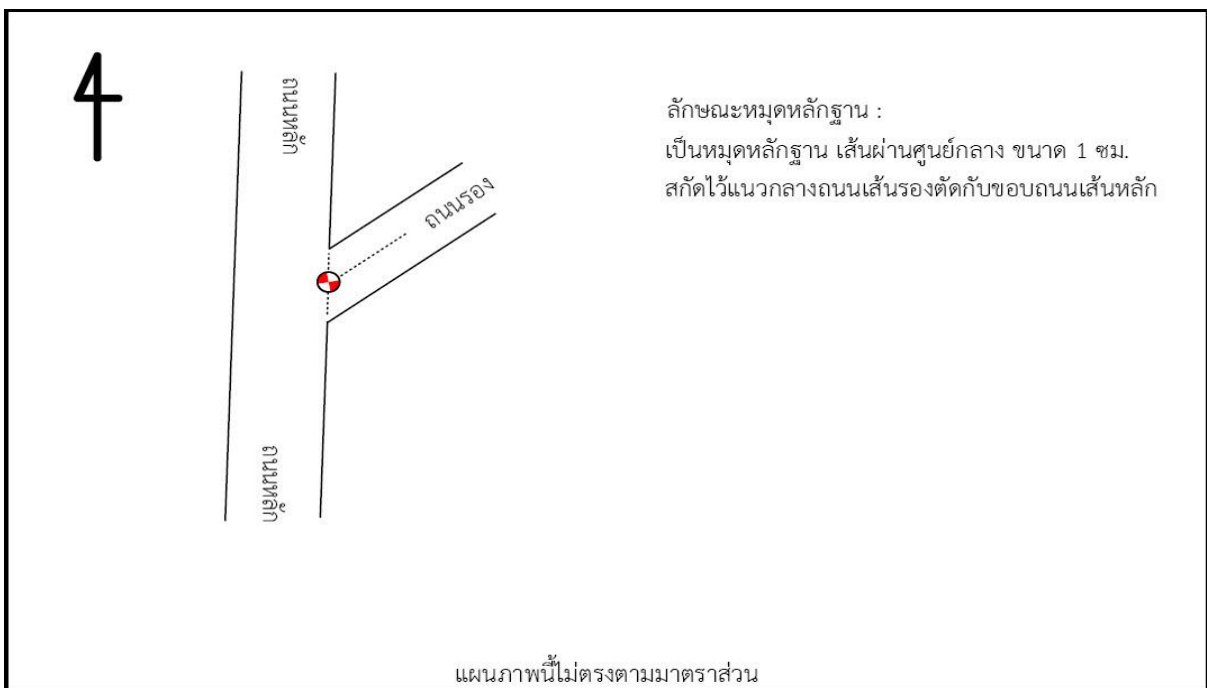 ถนนหลัก
ลักษณะหมุดหลักฐาน :
เป็นหมุดหลักฐาน เส้นผ่านศูนย์กลาง ขนาด 1 ซม.
สกัดไว้แนวกลางถนนเส้นรองตัดกับขอบถนนเส้นหลัก
ถนนรอง
ถนนหลัก
แผนภาพนี้ไม่ตรงตามมาตราส่วน